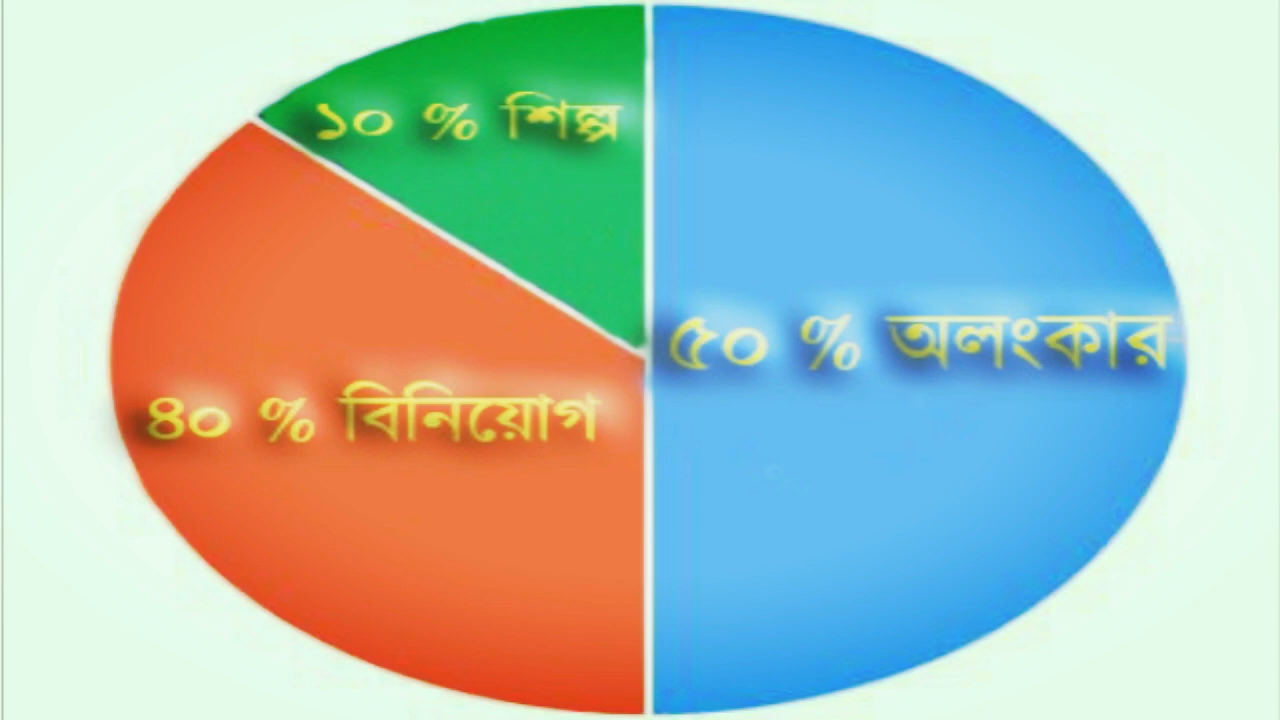 ১০ % শিল্প
৫০ % অলংকার
৪০ % বিনিয়োগ